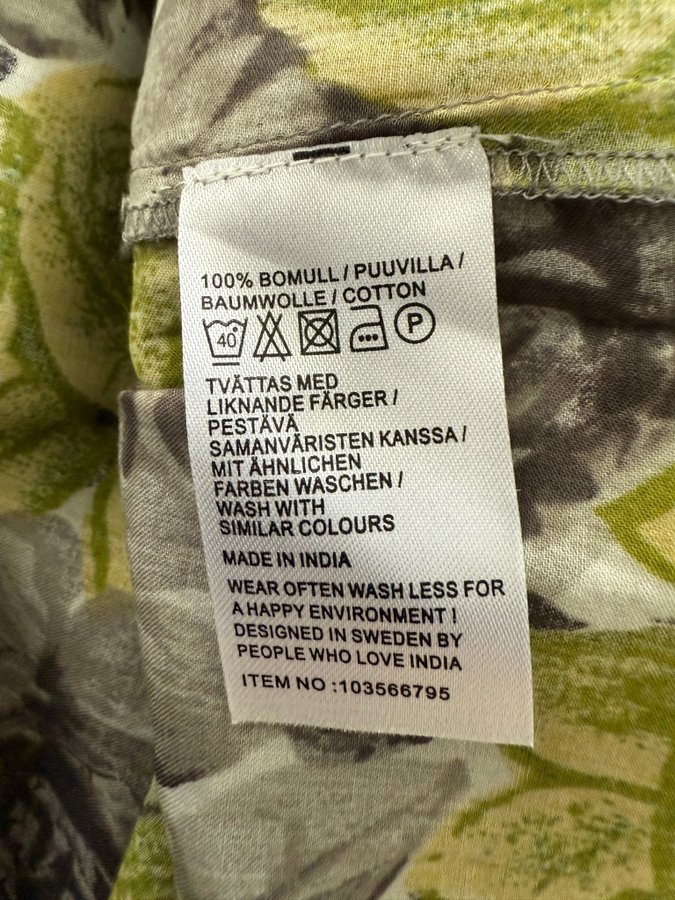 100% BOMULL / PUUVILLA /
BAUMWOLLE / COTTON
40 P
TVÄTTAS MED
LIKNANDE FÄRGER /
PESTÄVÄ
SAMANVÄRISTEN KANSSA /
MIT ÄHNLICHEN
FARBEN WASCHEN /
WASH WITH
SIMILAR COLOURS
MADE IN INDIA
WEAR OFTEN WASH LESS FOR
A HAPPY ENVIRONMENT !
DESIGNED IN SWEDEN BY
PEOPLE WHO LOVE INDIA
ITEM NO :103566795